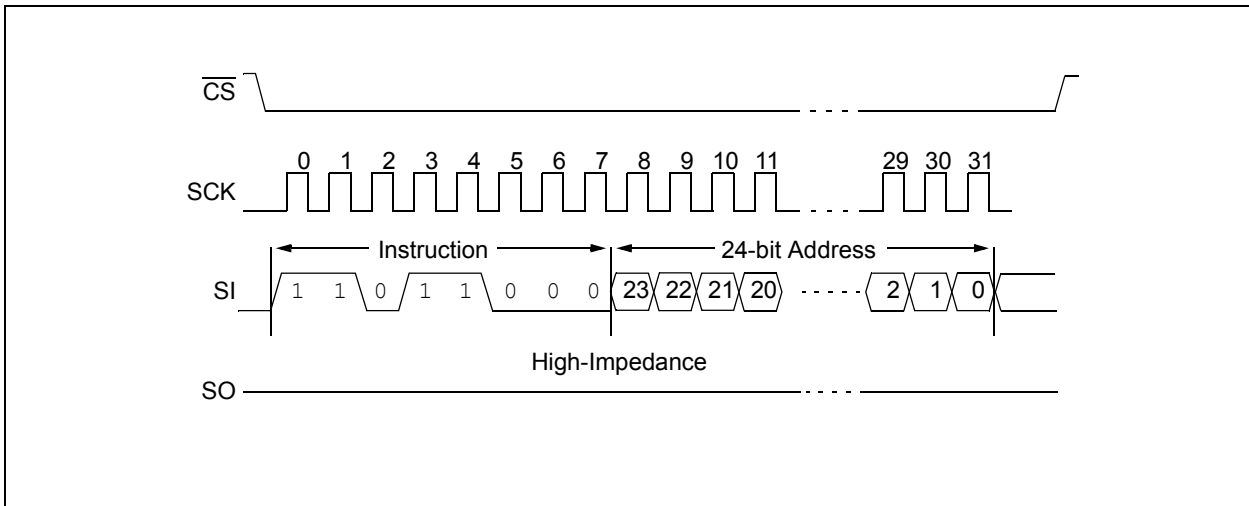 CS
0 1 2 3 4 5 6 7 8 9 10 11 29 30 31
SCK
Instruction 24-bit Address
SI 1 1 0 1 1 0 0 0 23 22 21 20 2 1 0
High-Impedance
SO